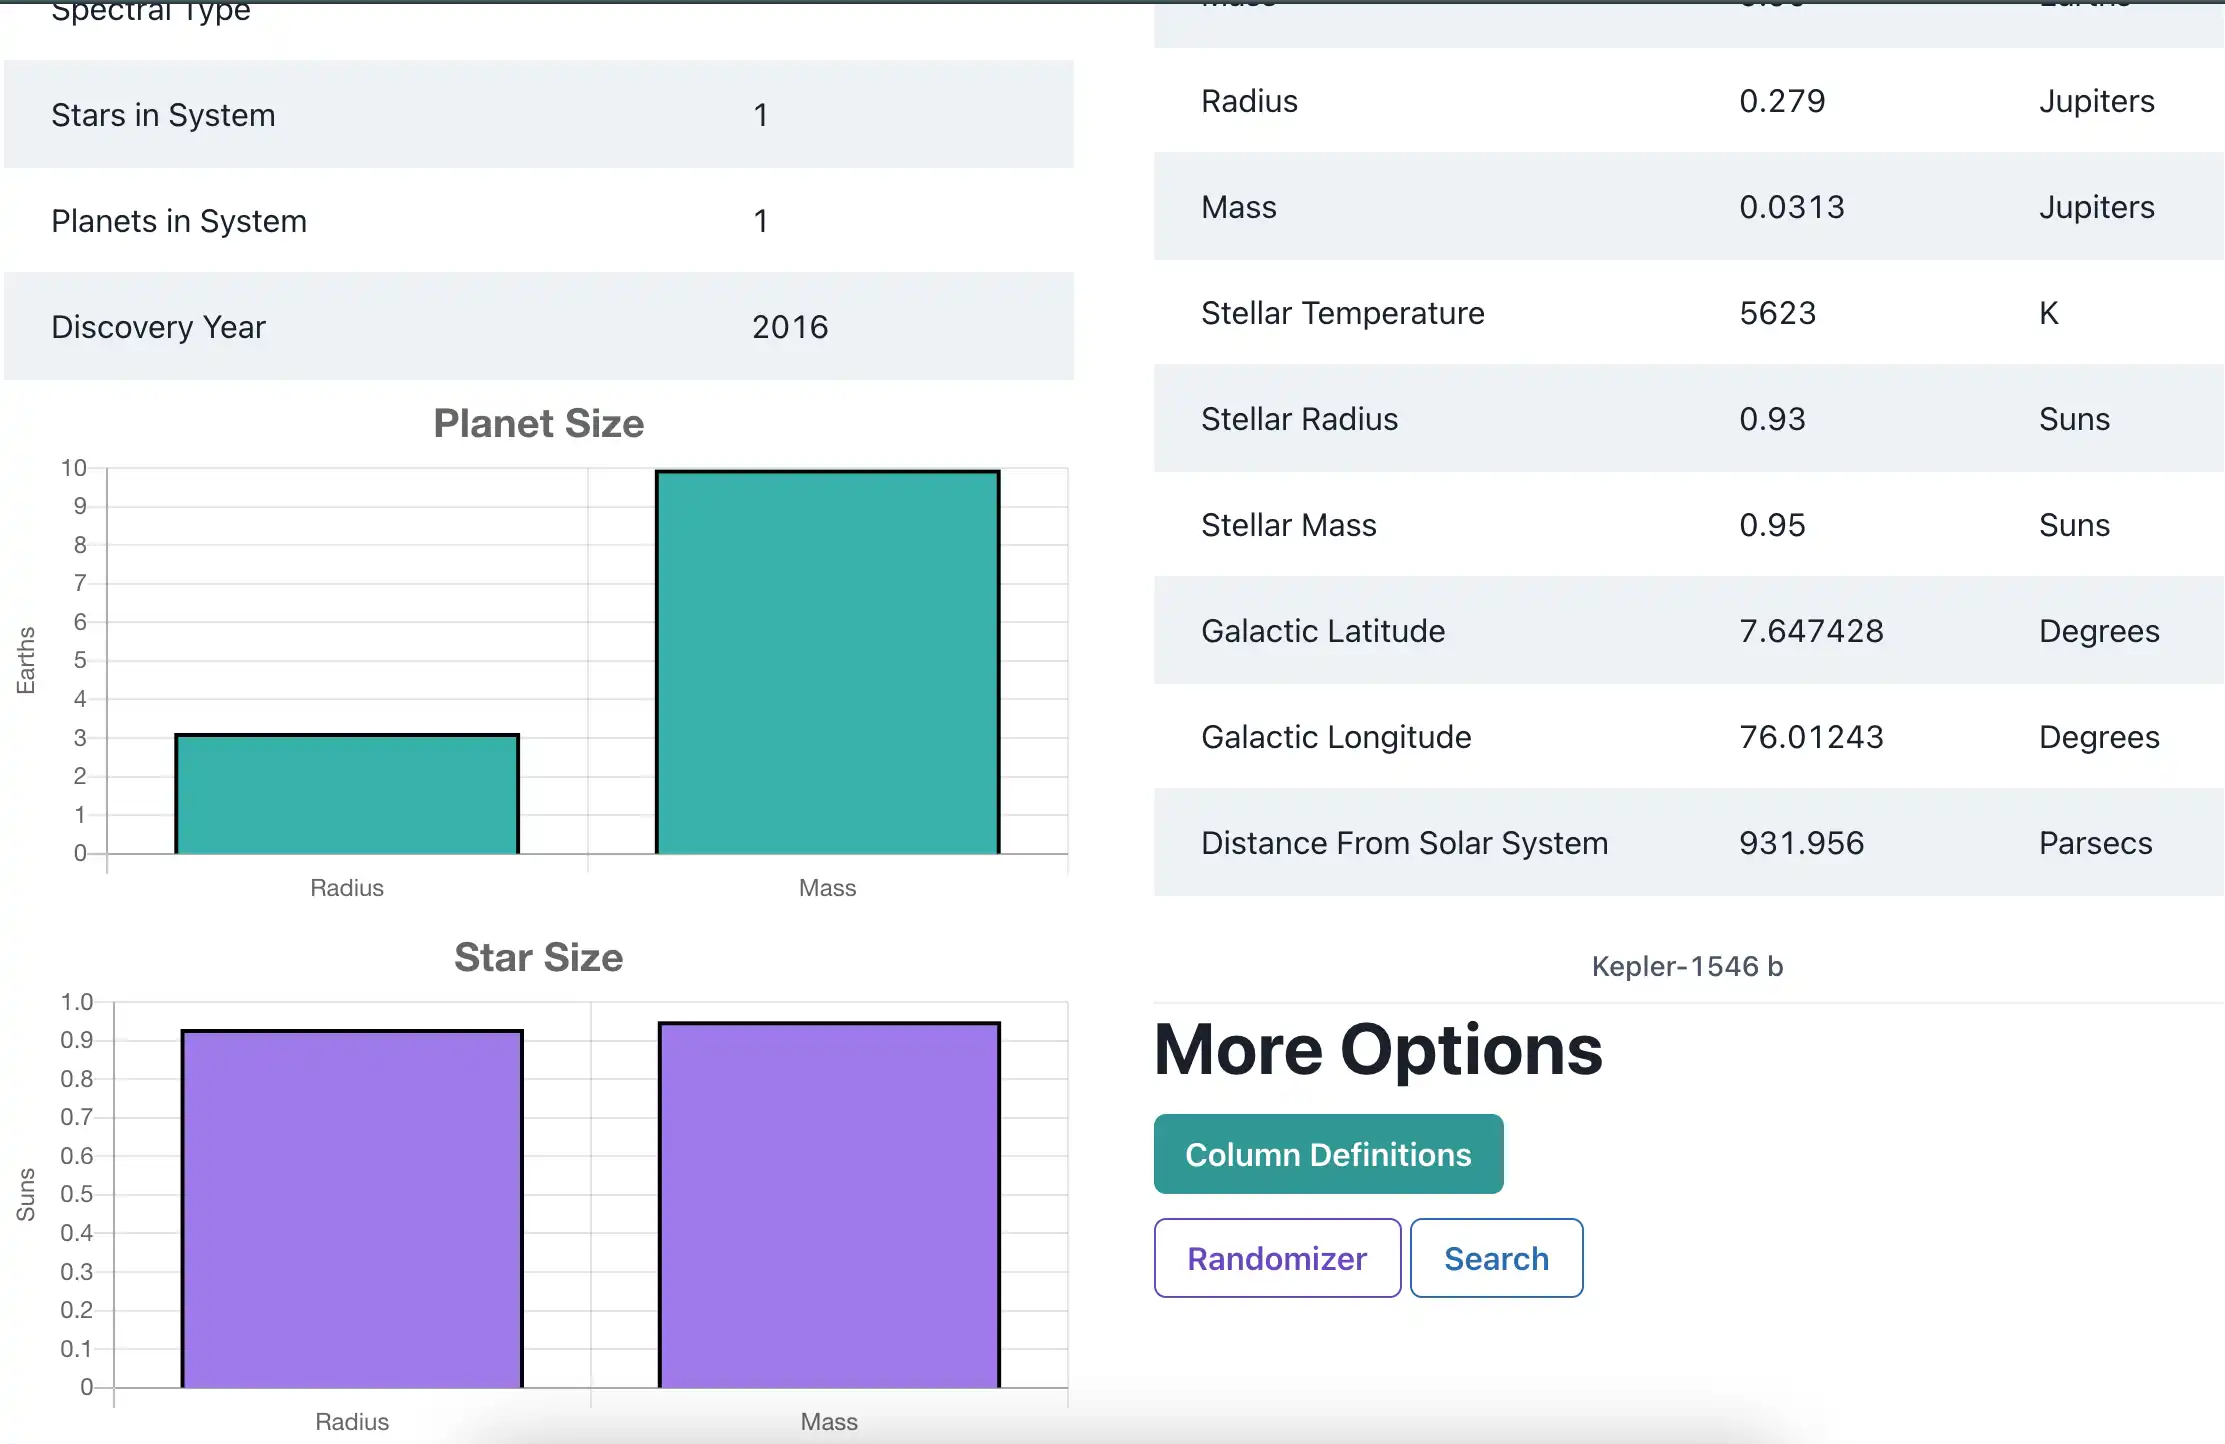 Spectral Type
Stars in System 1
Planets in System 1
Discovery Year 2016
Planet Size
10
9
8
7
6
5
4
3
2
1
0
Earths
Radius Mass
Star Size
1.0
0.9
0.8
0.7
0.6
0.5
0.4
0.3
0.2
0.1
0
Suns
Radius Mass
Radius 0.279 Jupiters
Mass 0.0313 Jupiters
Stellar Temperature 5623 K
Stellar Radius 0.93 Suns
Stellar Mass 0.95 Suns
Galactic Latitude 7.647428 Degrees
Galactic Longitude 76.01243 Degrees
Distance From Solar System 931.956 Parsecs
Kepler-1546 b
More Options
Column Definitions
Randomizer Search